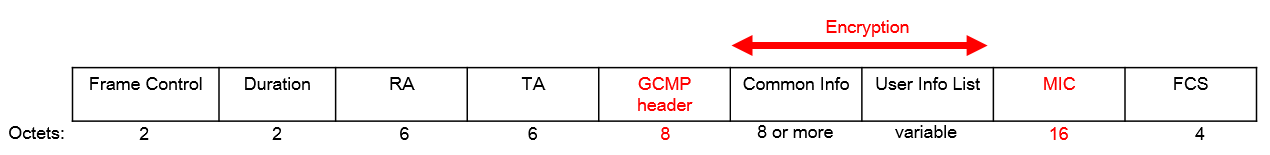 Encryption
Frame Control Duration RA TA GCMP header Common Info User Info List MIC FCS
Octets: 2 2 6 6 8 8 or more variable 16 4